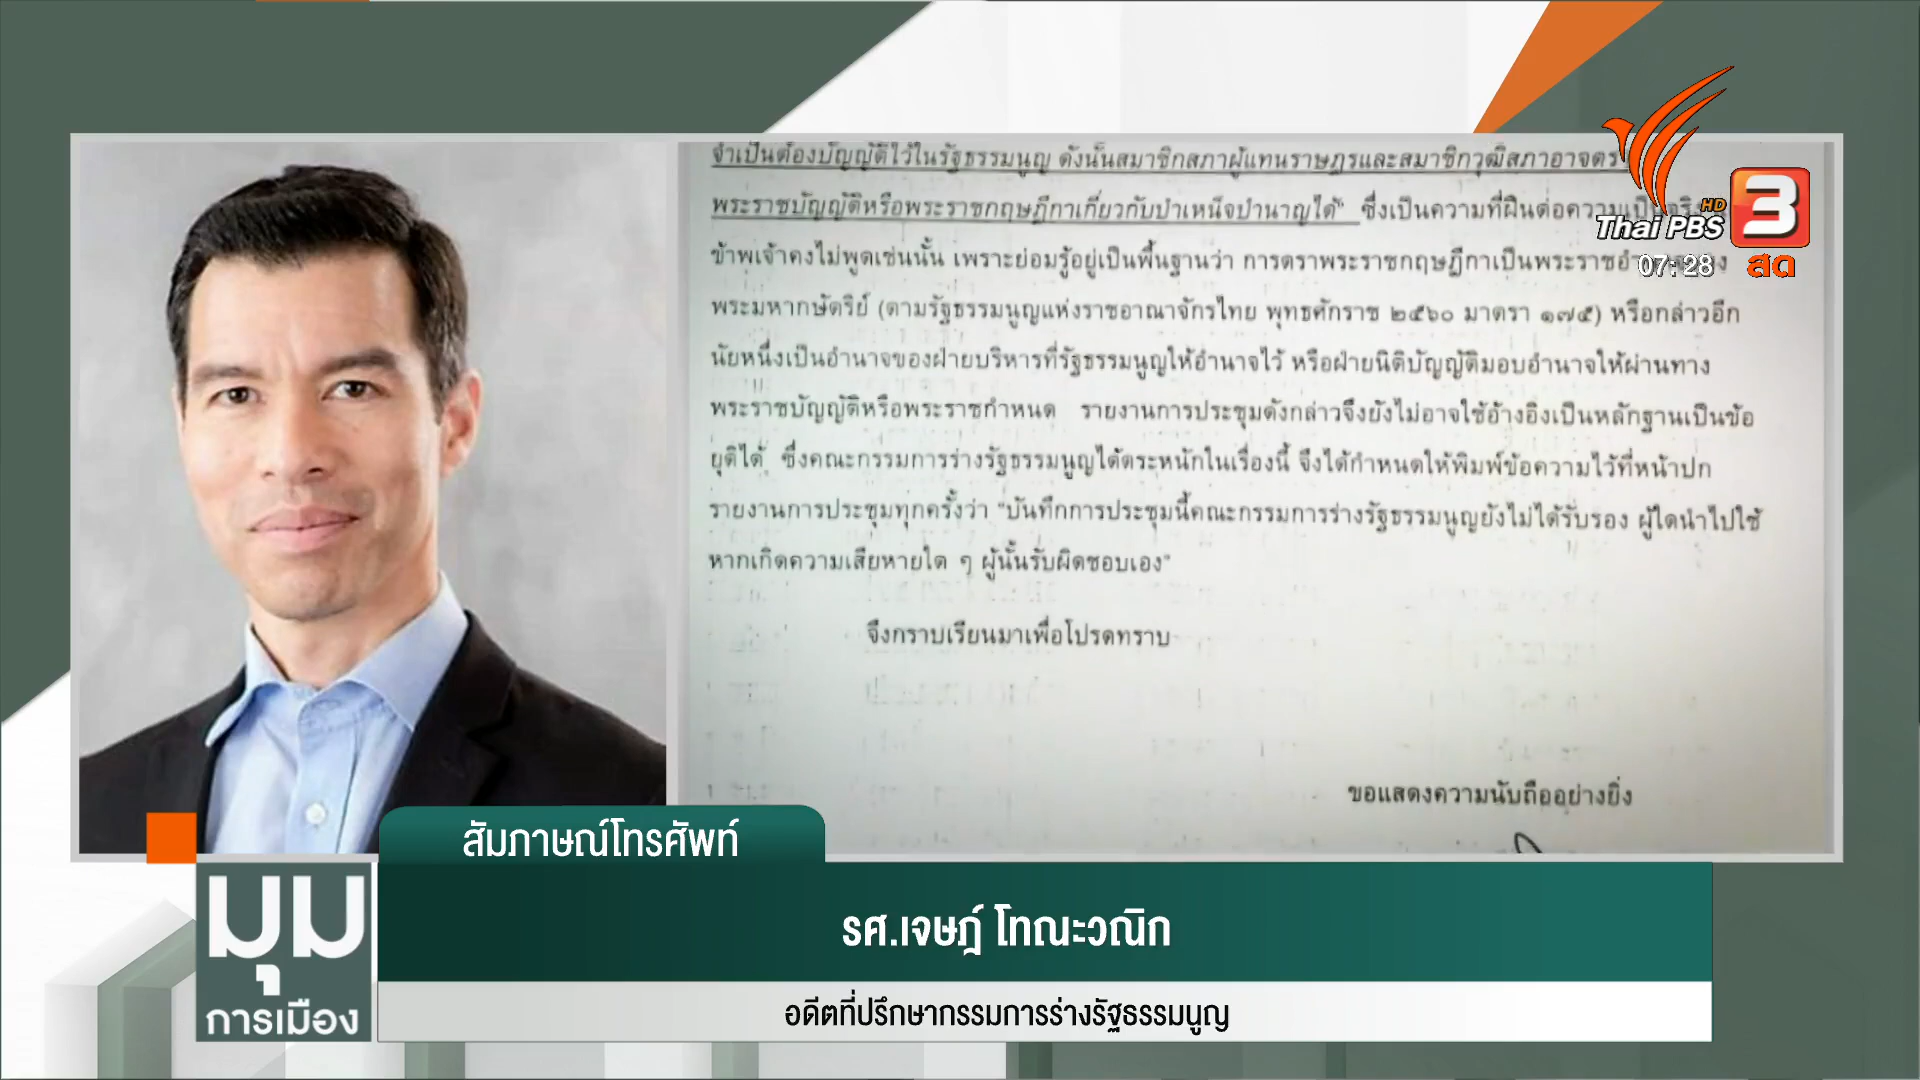 จำเป็นต้องบัญญัติไว้ในรัฐธรรมนูญ ดังนั้นสมาชิกสภาผู้แทนราษฎรและสมาชิกวุฒิสภาอาจตรา
พระราชบัญญัติหรือพระราชกฤษฎีกาเกี่ยวกับบำเหน็จบำนาญได้" ซึ่งเป็นความที่ฝืนต่อความเป็นจริง
ข้าพเจ้าคงไม่พูดเช่นนั้น เพราะย่อมรู้อยู่เป็นพื้นฐานว่า การตราพระราชกฤษฎีกาเป็นพระราชอำนาจของ
พระมหากษัตริย์ (ตามรัฐธรรมนูญแห่งราชอาณาจักรไทย พุทธศักราช ๒๕๖๐ มาตรา ๑๗๕) หรือกล่าวอีก
นัยหนึ่งเป็นอำนาจของฝ่ายบริหารที่รัฐธรรมนูญให้อำนาจไว้ หรือฝ่ายนิติบัญญัติมอบอำนาจให้ผ่านทาง
พระราชบัญญัติหรือพระราชกำหนด รายงานการประชุมดังกล่าวจึงยังไม่อาจใช้อ้างอิงเป็นหลักฐานเป็นข้อ
ยุติได้ ซึ่งคณะกรรมการร่างรัฐธรรมนูญได้ตระหนักในเรื่องนี้ จึงได้กำหนดให้พิมพ์ข้อความไว้ที่หน้าปก
รายงานการประชุมทุกครั้งว่า "บันทึกการประชุมนี้คณะกรรมการร่างรัฐธรรมนูญยังไม่ได้รับรอง ผู้ใดนำไปใช้
หากเกิดความเสียหายใด ๆ ผู้นั้นรับผิดชอบเอง"
จึงกราบเรียนมาเพื่อโปรดทราบ
ขอแสดงความนับถืออย่างยิ่ง
HD
Thai PBS 3
07:28 สด
สัมภาษณ์โทรศัพท์
มุม
การเมือง
รศ.เจษฎ์ โทณะวณิก
อดีตที่ปรึกษากรรมการร่างรัฐธรรมนูญ